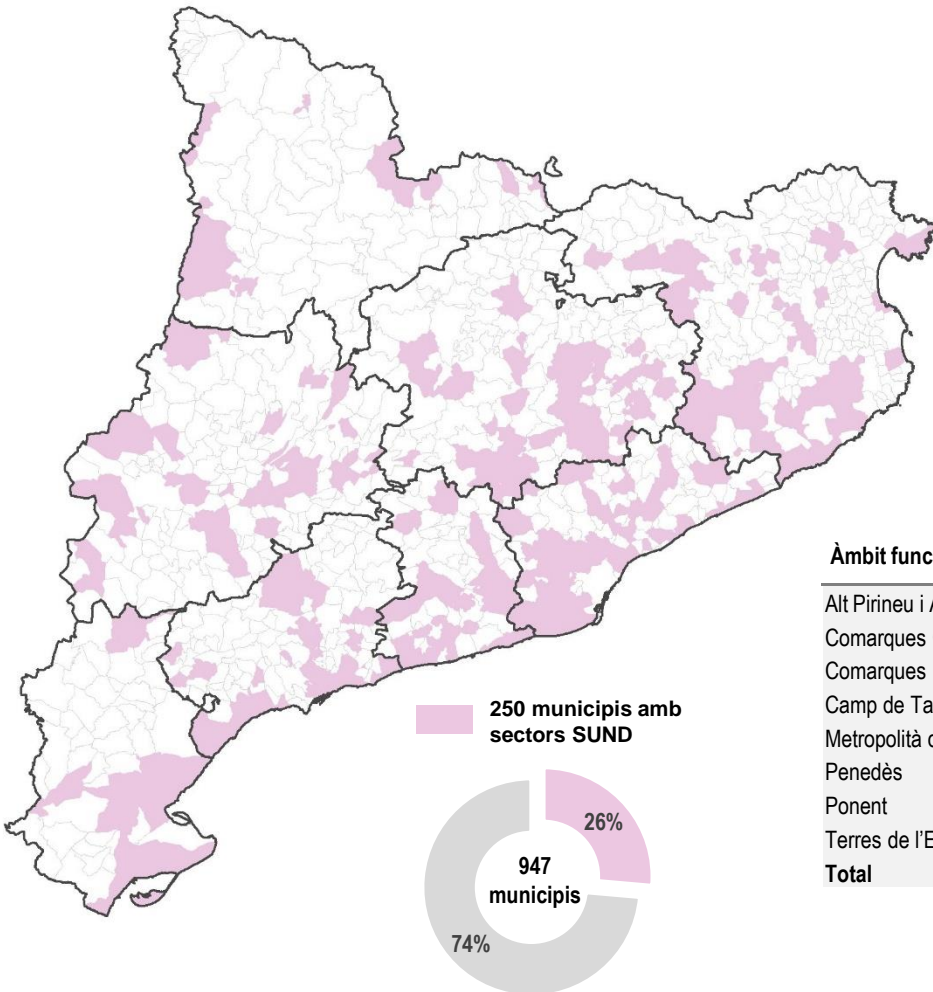 250 municipis amb
sectors SUND
26%
947
municipis
74%
Àmbit func
Alt Pirineu i
Comarques
Comarques
Camp de Ta
Metropolità
Penedès
Ponent
Terres de l'E
Total